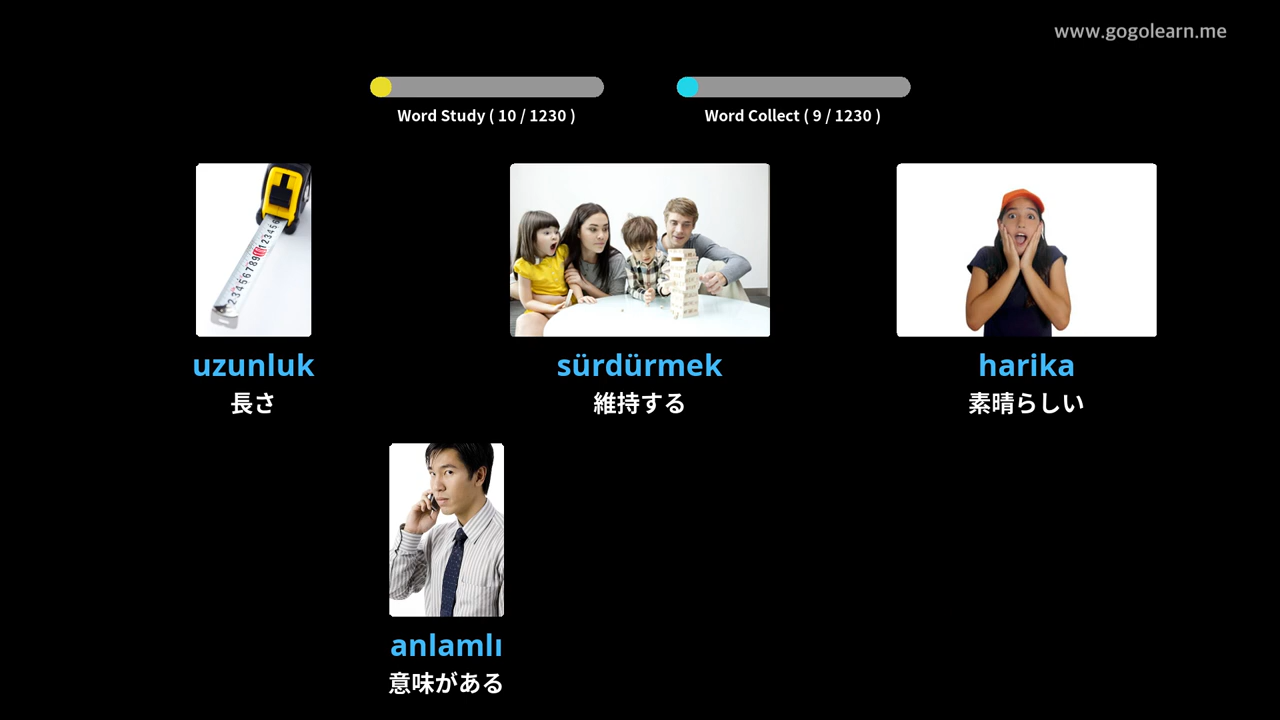 www.gogolearn.me
Word Study ( 10 / 1230 )
Word Collect ( 9 / 1230 )
uzunluk
長さ
sürdürmek
維持する
harika
素晴らしい
anlamlı
意味がある